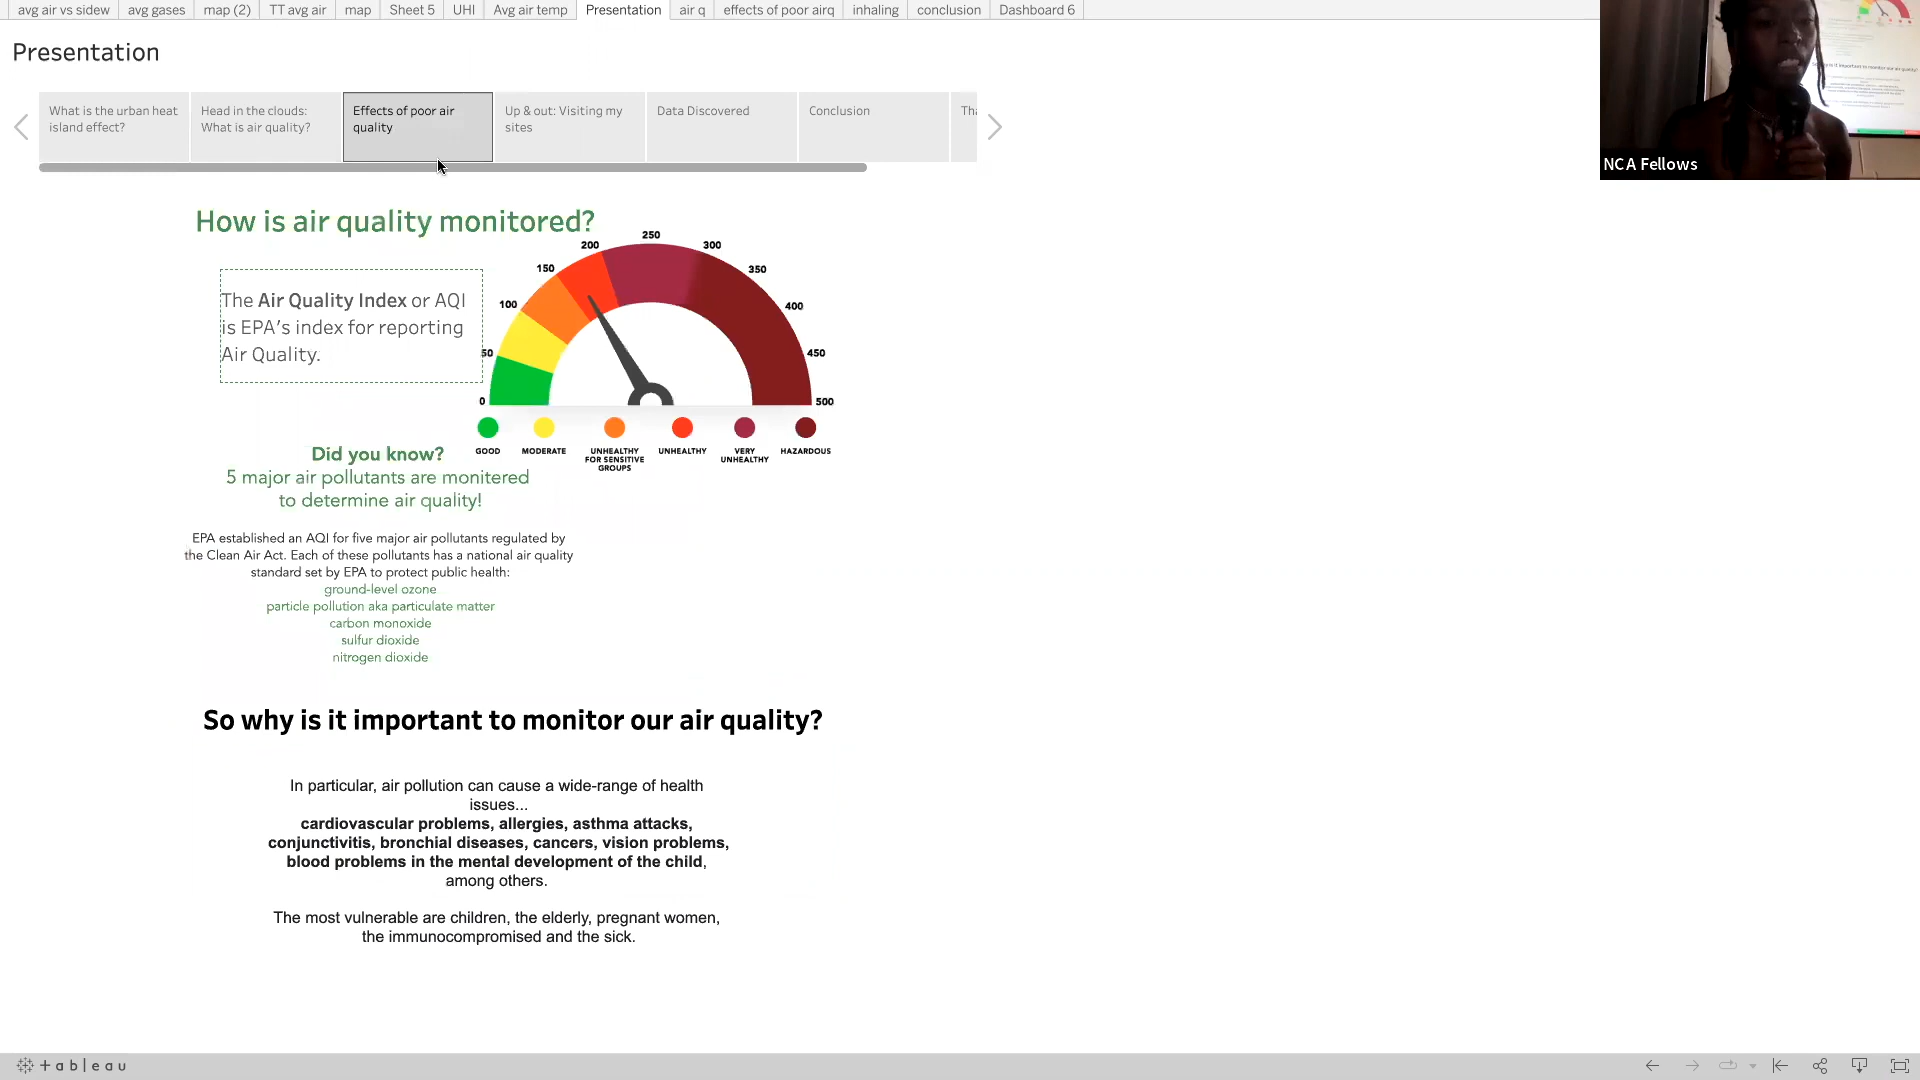 avg air vs sidew
avg gases
map (2)
TT avg air
map
Sheet 5
UHI
Avg air temp
Presentation
air q
effects of poor airq
inhaling
conclusion
Dashboard 6
Presentation
What is the urban heat
island effect?
Head in the clouds:
What is air quality?
Effects of poor air
quality
Up & out: Visiting my
sites
Data Discovered
Conclusion
NCA Fellows
How is air quality monitored?
The Air Quality Index or AQI
is EPA's index for reporting
Air Quality.
0
50
100
150
200
250
300
350
400
450
500
GOOD
MODERATE
UNHEALTHY
FOR SENSITIVE
GROUPS
UNHEALTHY
VERY
UNHEALTHY
HAZARDOUS
Did you know?
5 major air pollutants are monitered
to determine air quality!
EPA established an AQI for five major air pollutants regulated by
the Clean Air Act. Each of these pollutants has a national air quality
standard set by EPA to protect public health:
ground-level ozone
particle pollution aka particulate matter
carbon monoxide
sulfur dioxide
nitrogen dioxide
So why is it important to monitor our air quality?
In particular, air pollution can cause a wide-range of health
issues...
cardiovascular problems, allergies, asthma attacks,
conjunctivitis, bronchial diseases, cancers, vision problems,
blood problems in the mental development of the child,
among others.
The most vulnerable are children, the elderly, pregnant women,
the immunocompromised and the sick.
+ableau